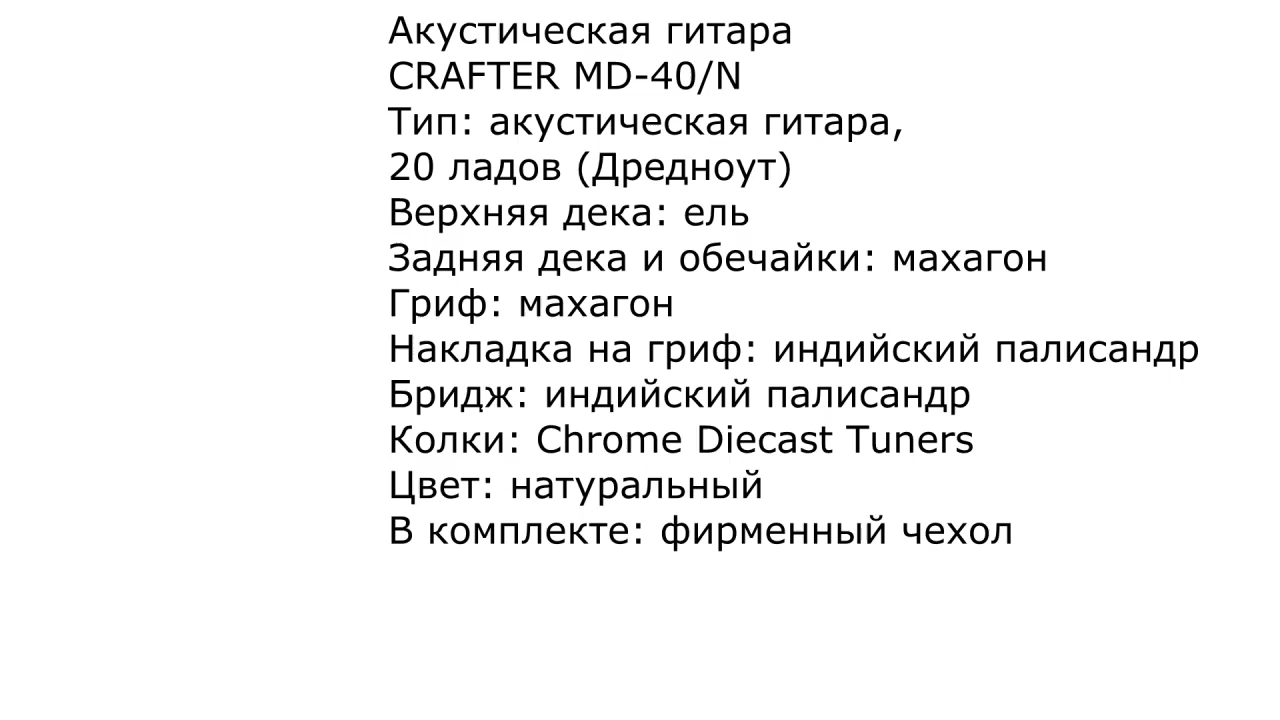 Акустическая гитара
CRAFTER MD-40/N
Тип: акустическая гитара,
20 ладов (Дредноут)
Верхняя дека: ель
Задняя дека и обечайки: махагон
Гриф: махагон
Накладка на гриф: индийский палисандр
Бридж: индийский палисандр
Колки: Chrome Diecast Tuners
Цвет: натуральный
В комплекте: фирменный чехол